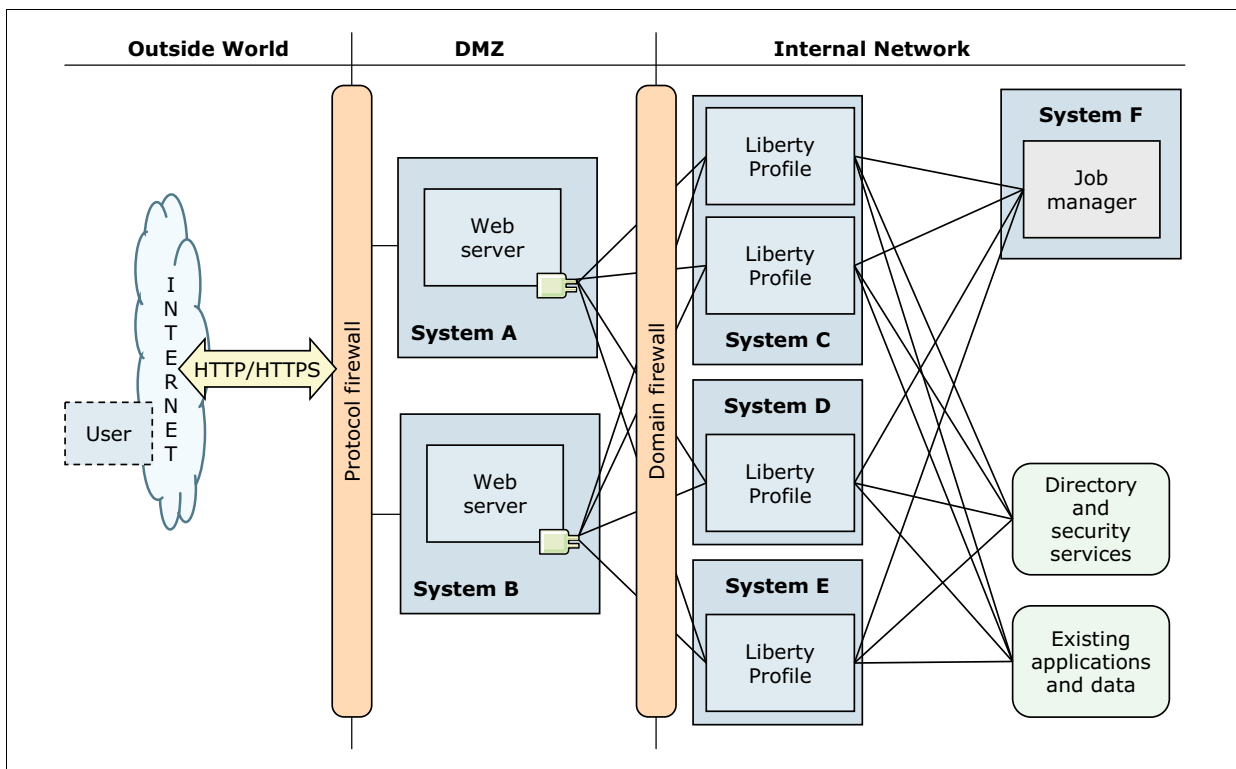 Outside World
DMZ
Internal Network
INTERNET
User
HTTP/HTTPS
Protocol firewall
Web
server
System A
Web
server
System B
Domain firewall
Liberty
Profile
Liberty
Profile
System C
System D
Liberty
Profile
System E
Liberty
Profile
System F
Job
manager
Directory
and
security
services
Existing
applications
and data